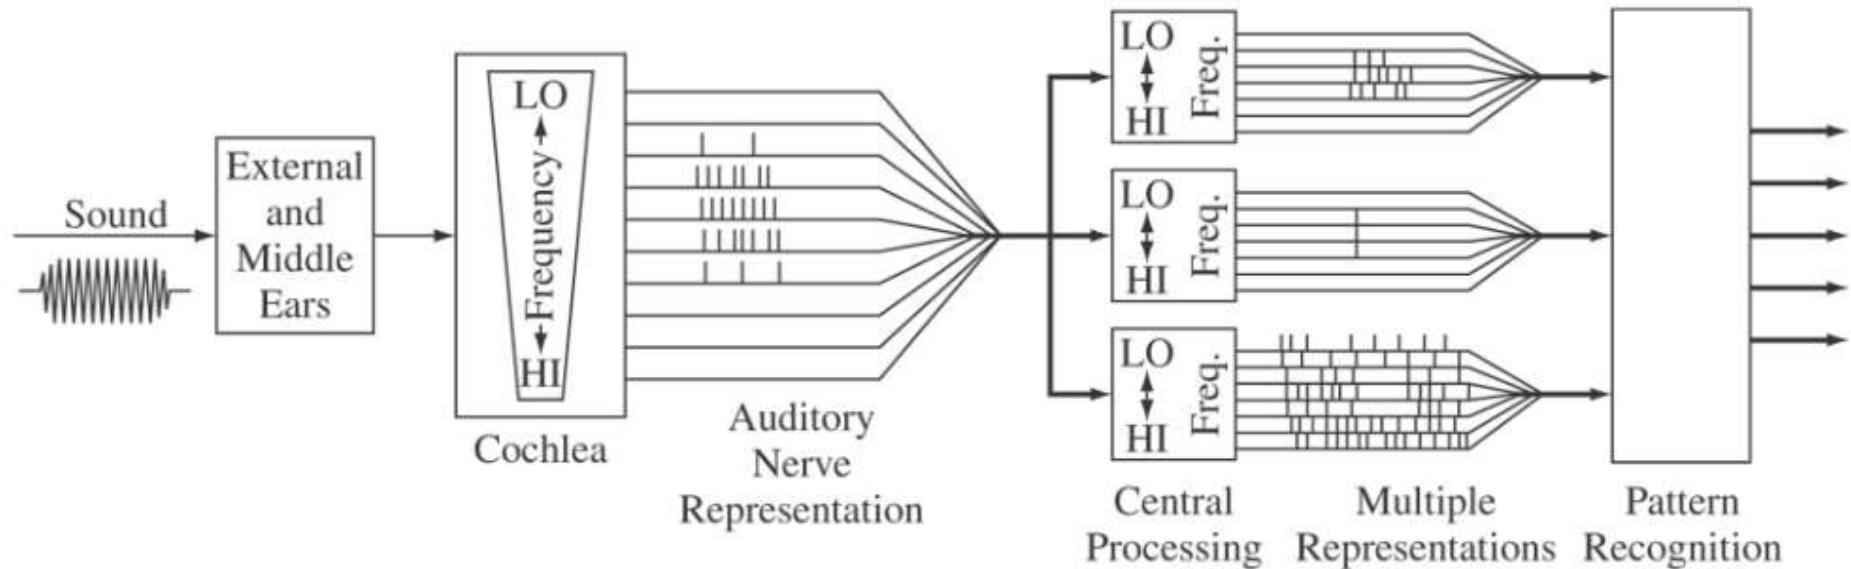 Sound
External
and
Middle
Ears
LO
Frequency
HI
Cochlea
Auditory
Nerve
Representation
LO
HI
Freq.
LO
HI
Freq.
LO
HI
Freq.
Central
Processing
Multiple
Representations
Pattern
Recognition